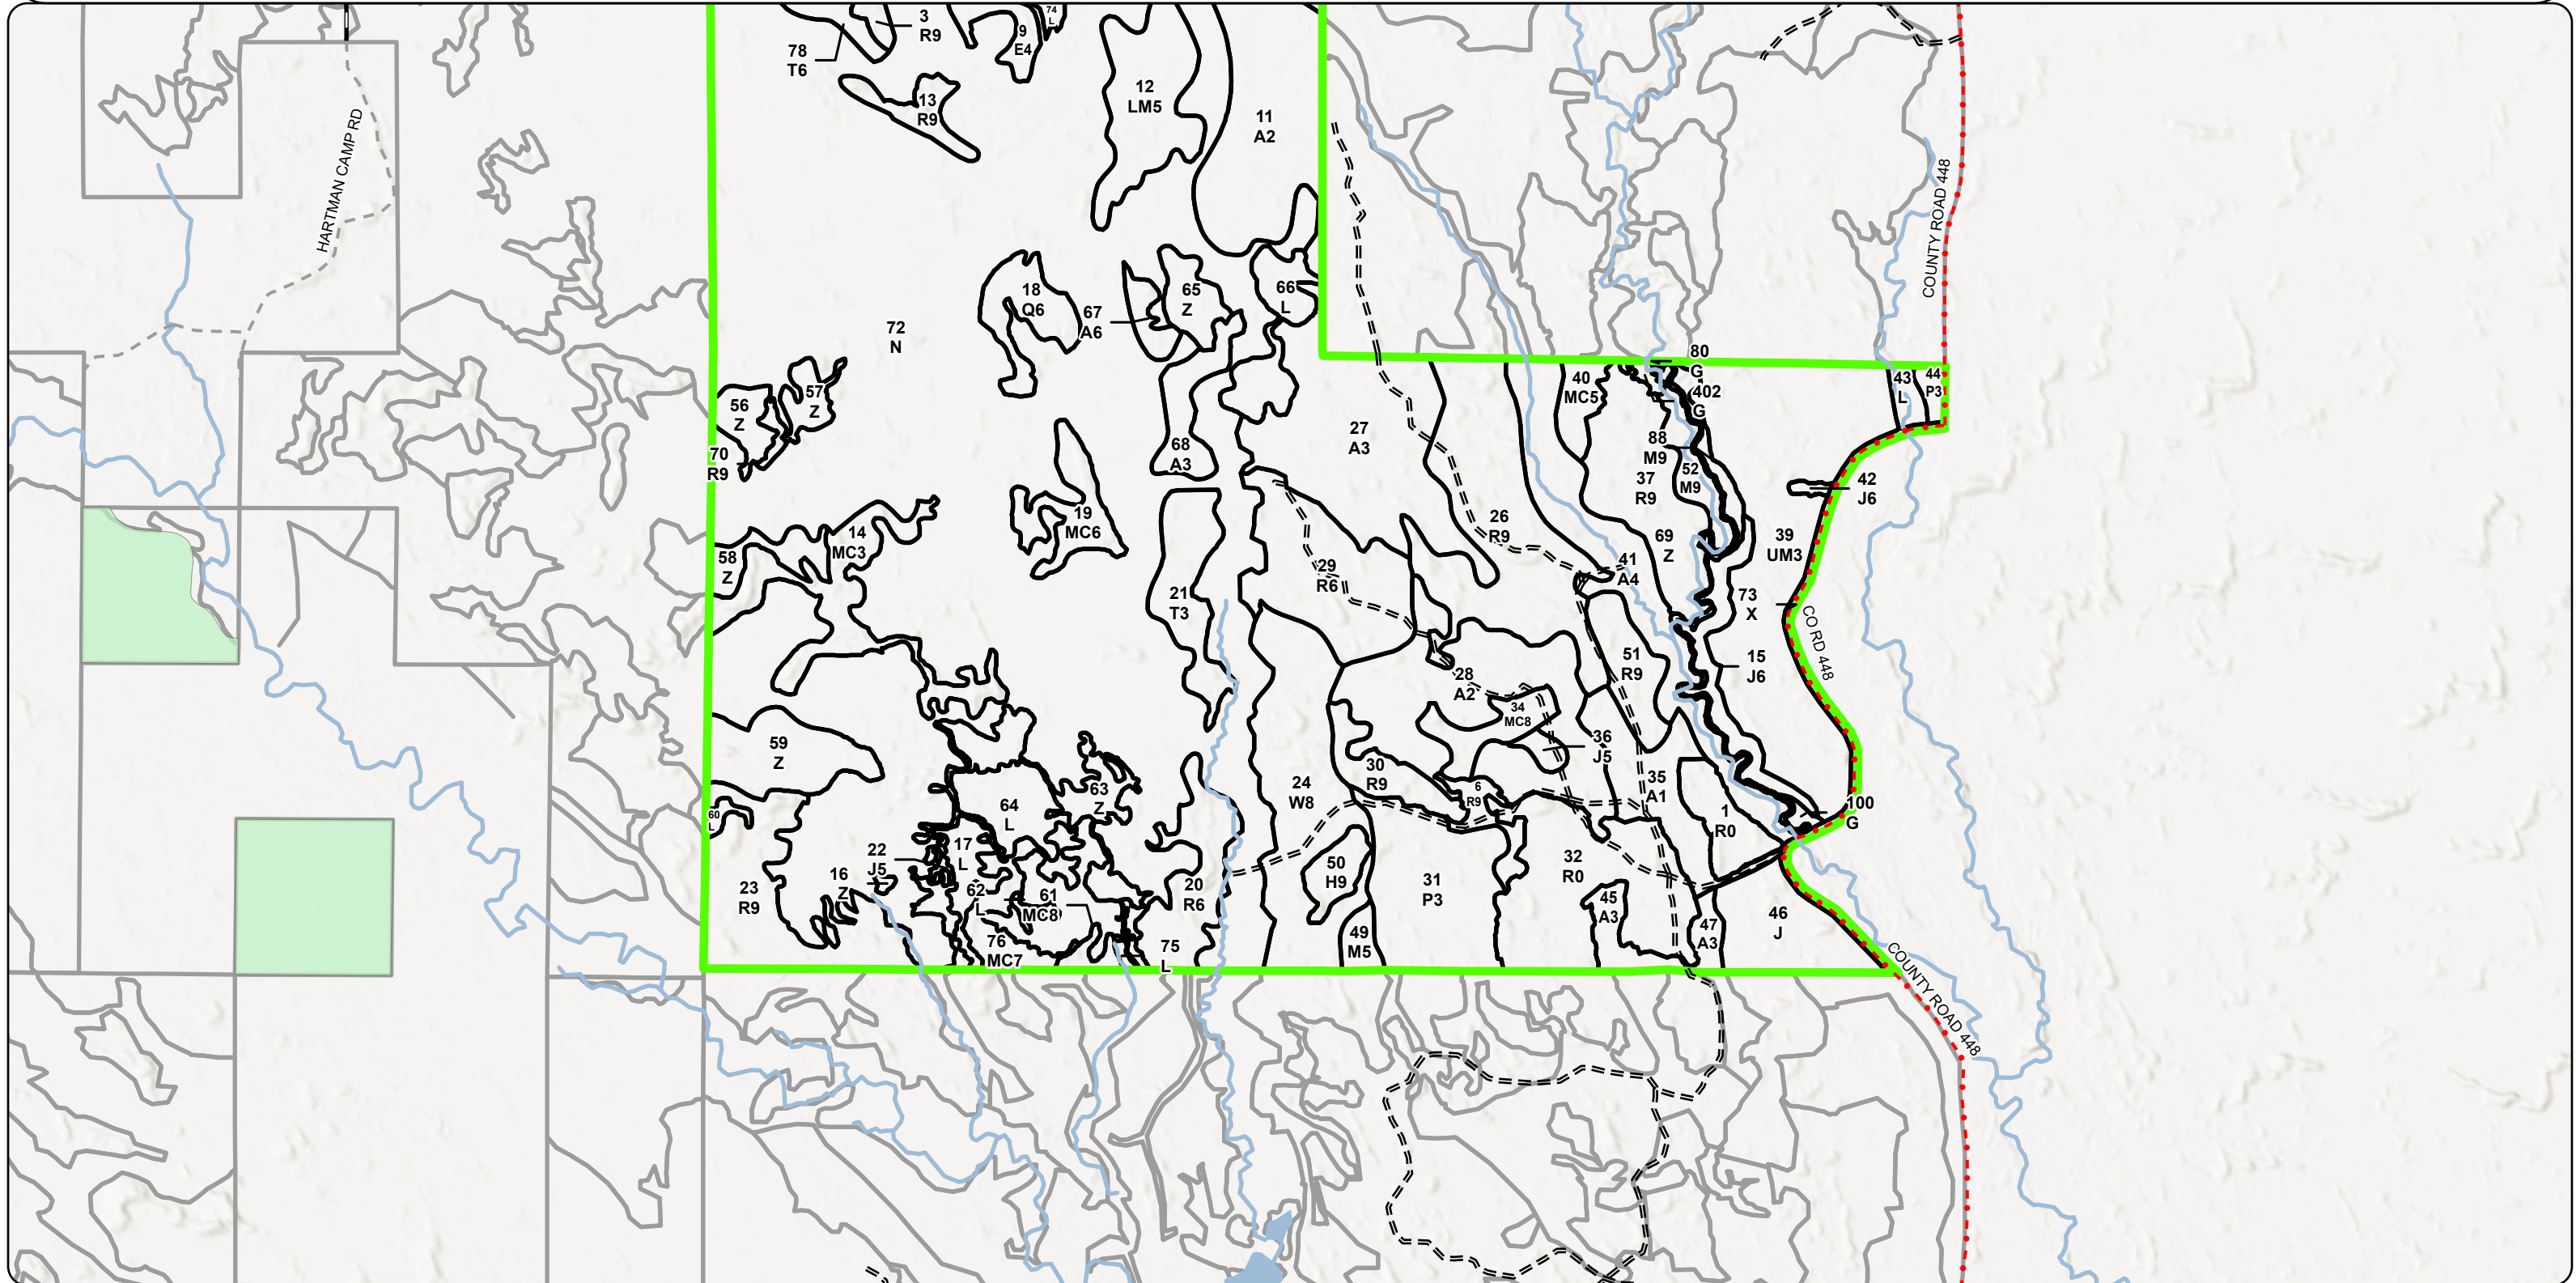 3
R9
74
L
9
E4
78
T6
12
LM5
13
R9
11
A2
HARTMAN CAMP RD
COUNTY ROAD 448
18
Q6
67
A6
65
Z
66
L
72
N
80
G
40
MC5
402
G
43
L
44
P3
56
Z
57
Z
27
A3
68
A3
88
M9
70
R9
37
R9
52
M9
42
J6
14
MC3
19
MC6
26
R9
69
Z
39
UM3
58
Z
29
R6
41
A4
21
T3
73
X
CO RD 448
28
A2
51
R9
15
J6
34
MC8
59
Z
36
J5
30
R9
35
A1
24
W8
6
R9
63
Z
64
L
60
L
1
R0
100
G
22
J5
17
L
16
Z
23
R9
62
L
61
MC8
20
R6
50
H9
31
P3
32
R0
45
A3
47
A3
46
J
49
M5
76
MC7
75
L
COUNTY ROAD 448